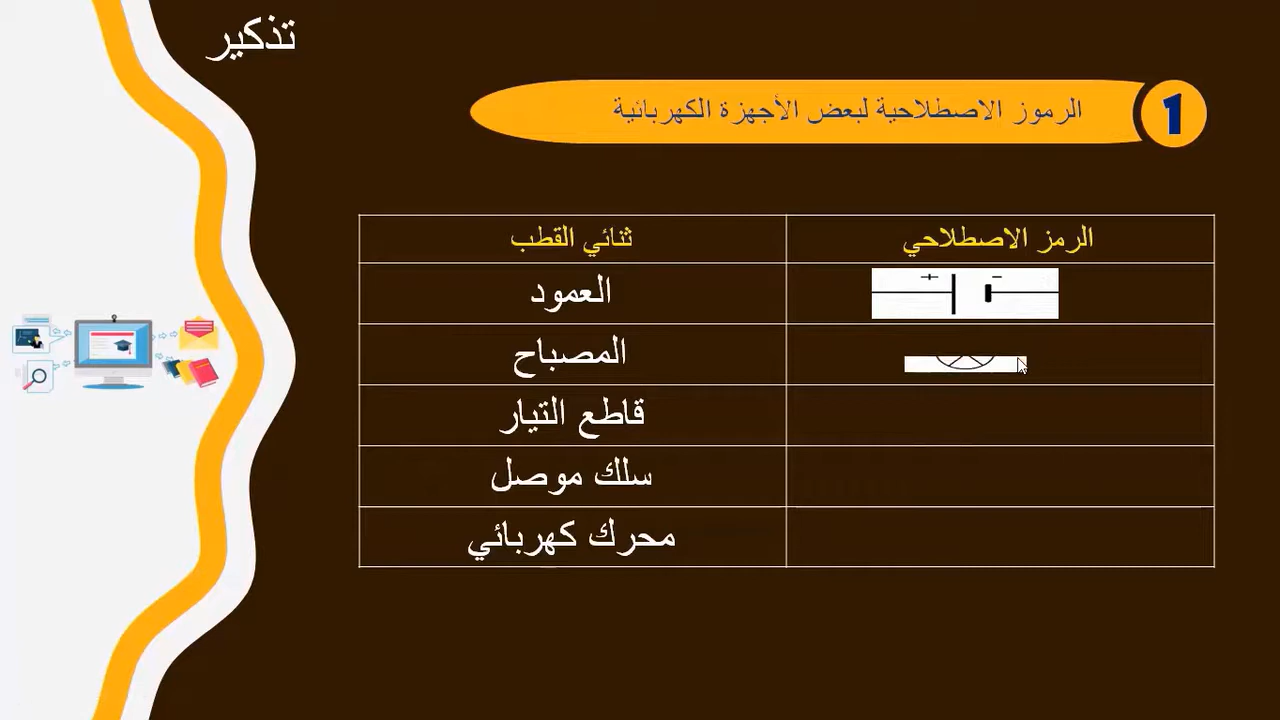 تذكير
1
الرموز الاصطلاحية لبعض الأجهزة الكهربائية
الرمز الاصطلاحي
ثنائي القطب
+ −
العمود
المصباح
قاطع التيار
سلك موصل
محرك كهربائي